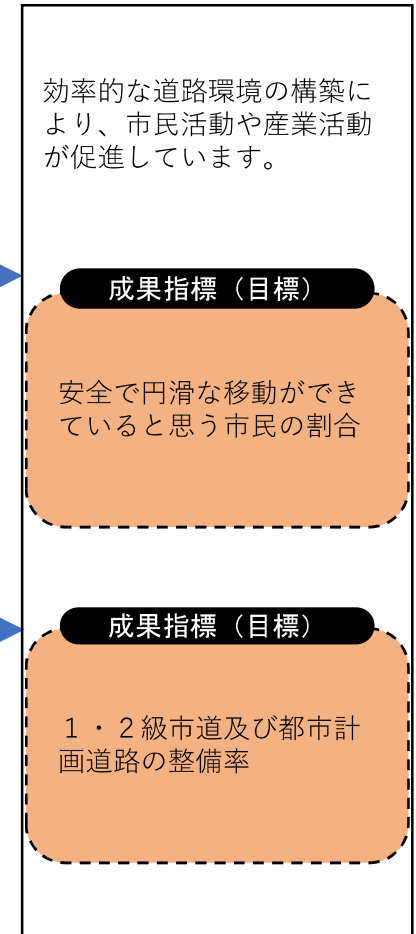 効率的な道路環境の構築に
より、市民活動や産業活動
が促進しています。
成果指標（目標）
安全で円滑な移動ができ
ていると思う市民の割合
成果指標（目標）
１・２級市道及び都市計
画道路の整備率